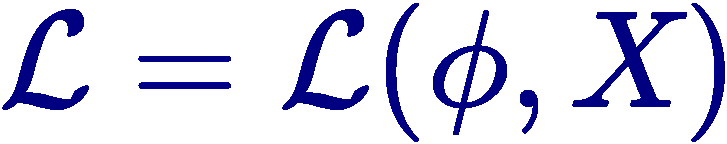 ℒ = ℒ(ϕ, X)